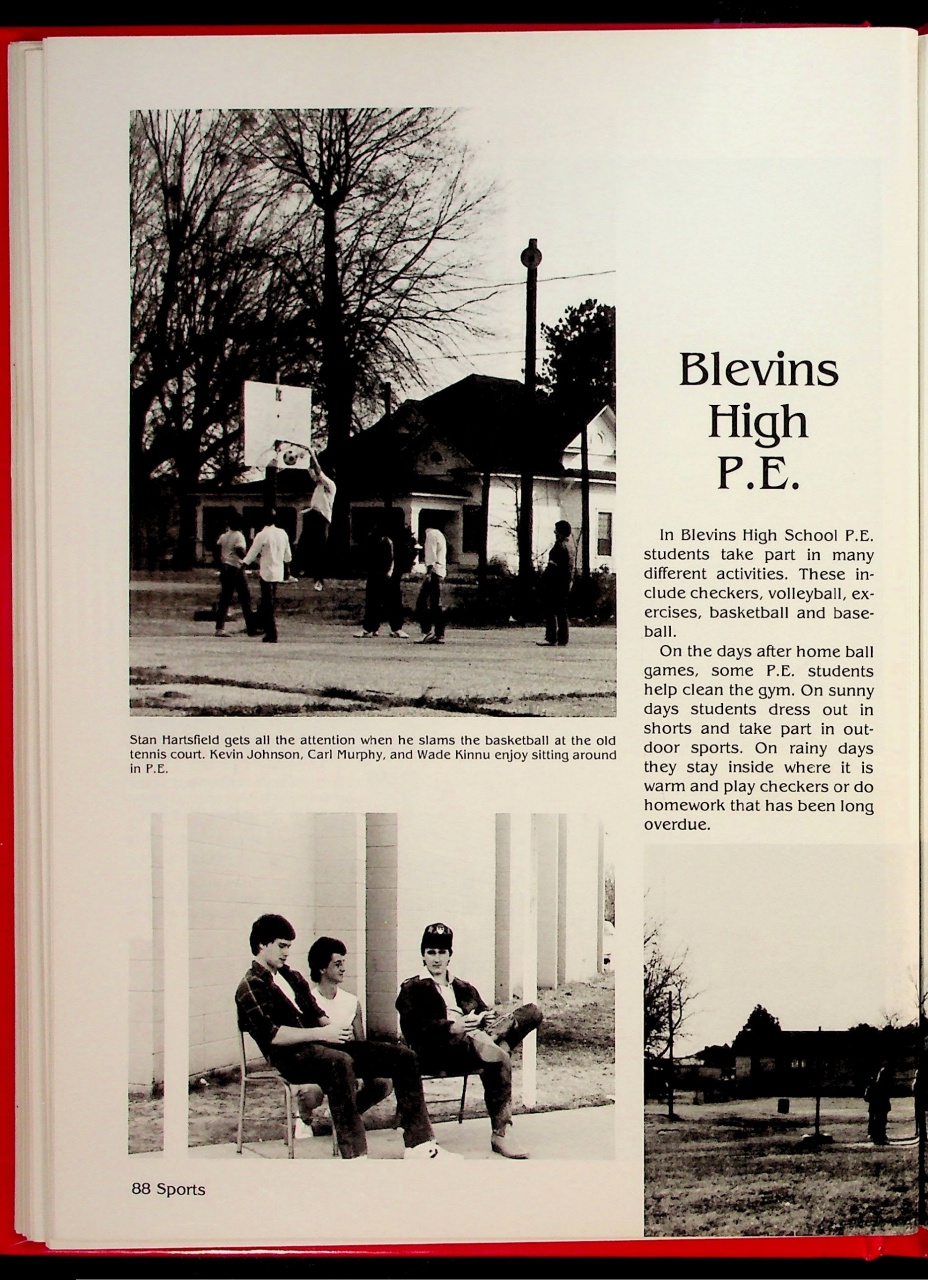 Blevins
High
P.E.
In Blevins High School P.E.
students take part in many
different activities. These in-
clude checkers, volleyball, ex-
ercises, basketball and base-
ball.
On the days after home ball
games, some P.E. students
help clean the gym. On sunny
days students dress out in
shorts and take part in out-
door sports. On rainy days
they stay inside where it is
warm and play checkers or do
homework that has been long
overdue.
Stan Hartsfield gets all the attention when he slams the basketball at the old
tennis court. Kevin Johnson, Carl Murphy, and Wade Kinnu enjoy sitting around
in P.E.
88 Sports